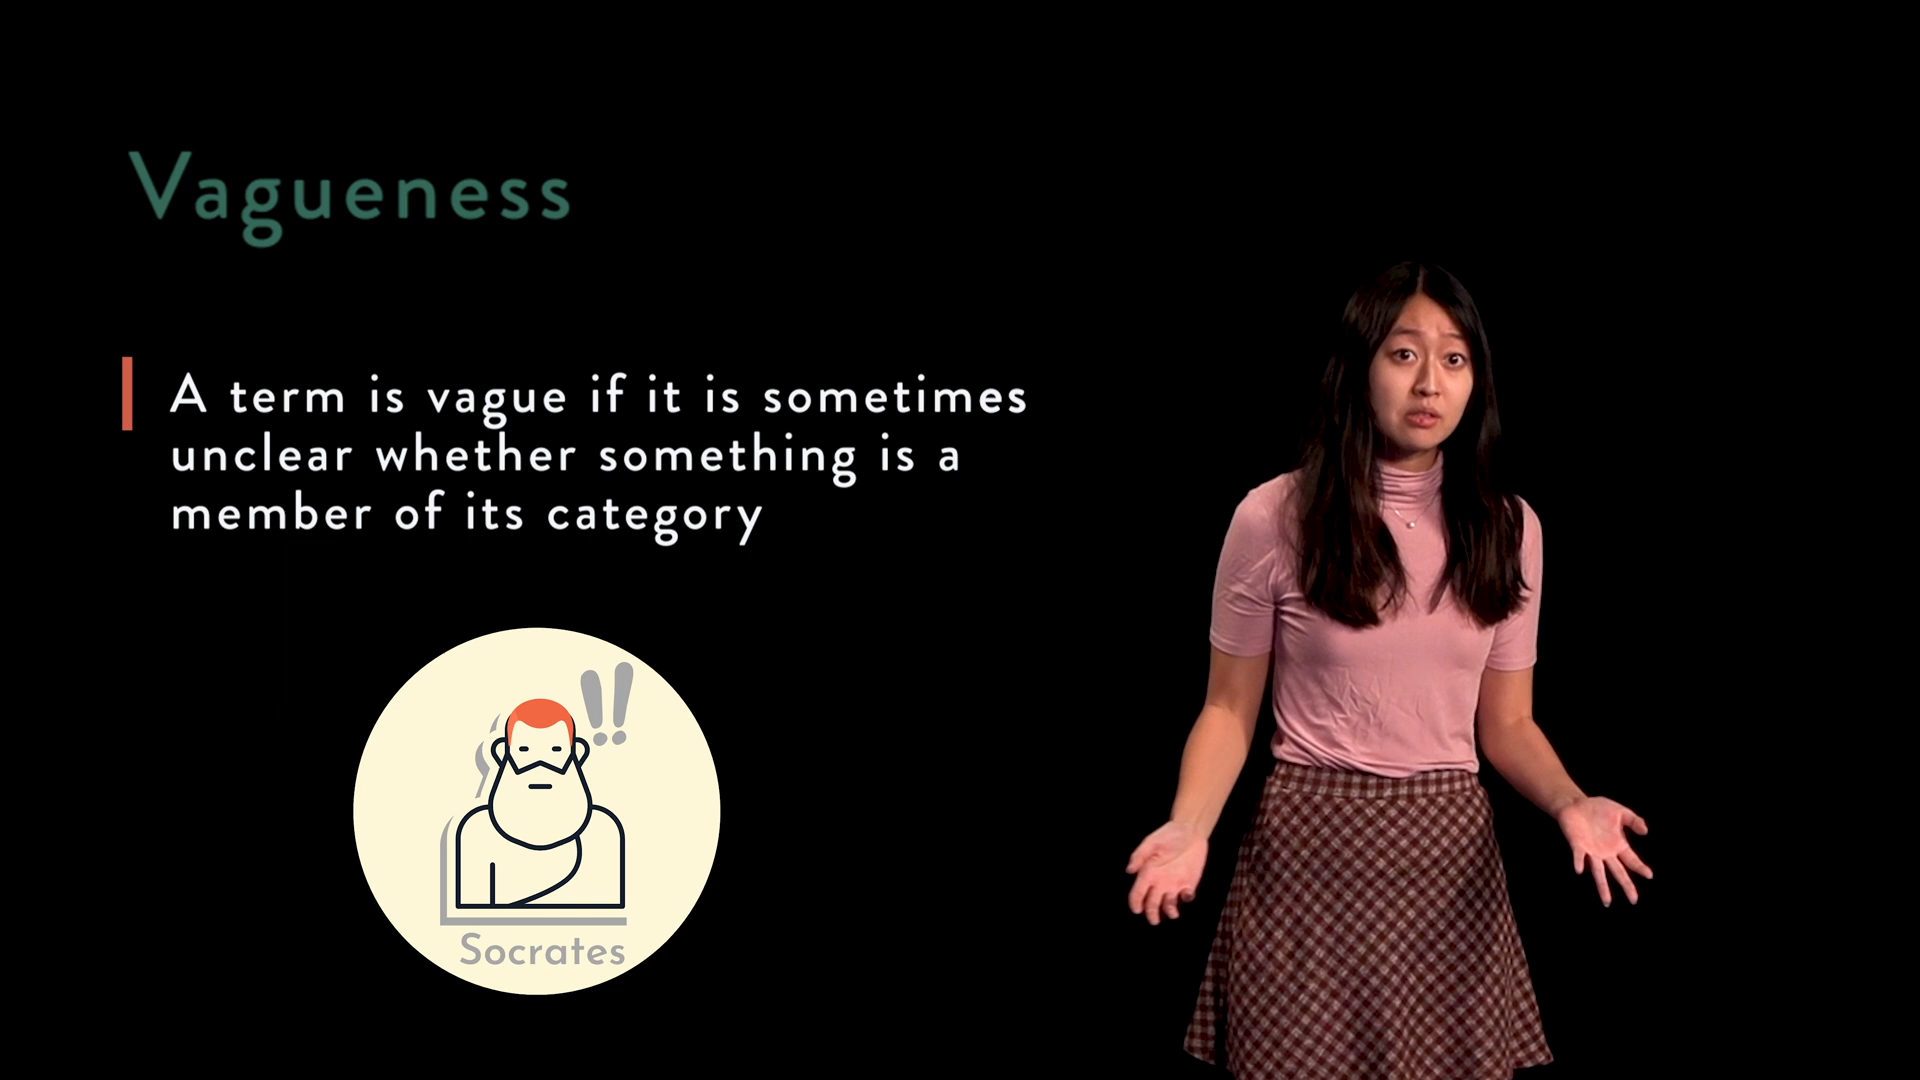 Vagueness
A term is vague if it is sometimes
unclear whether something is a
member of its category
!!
Socrates